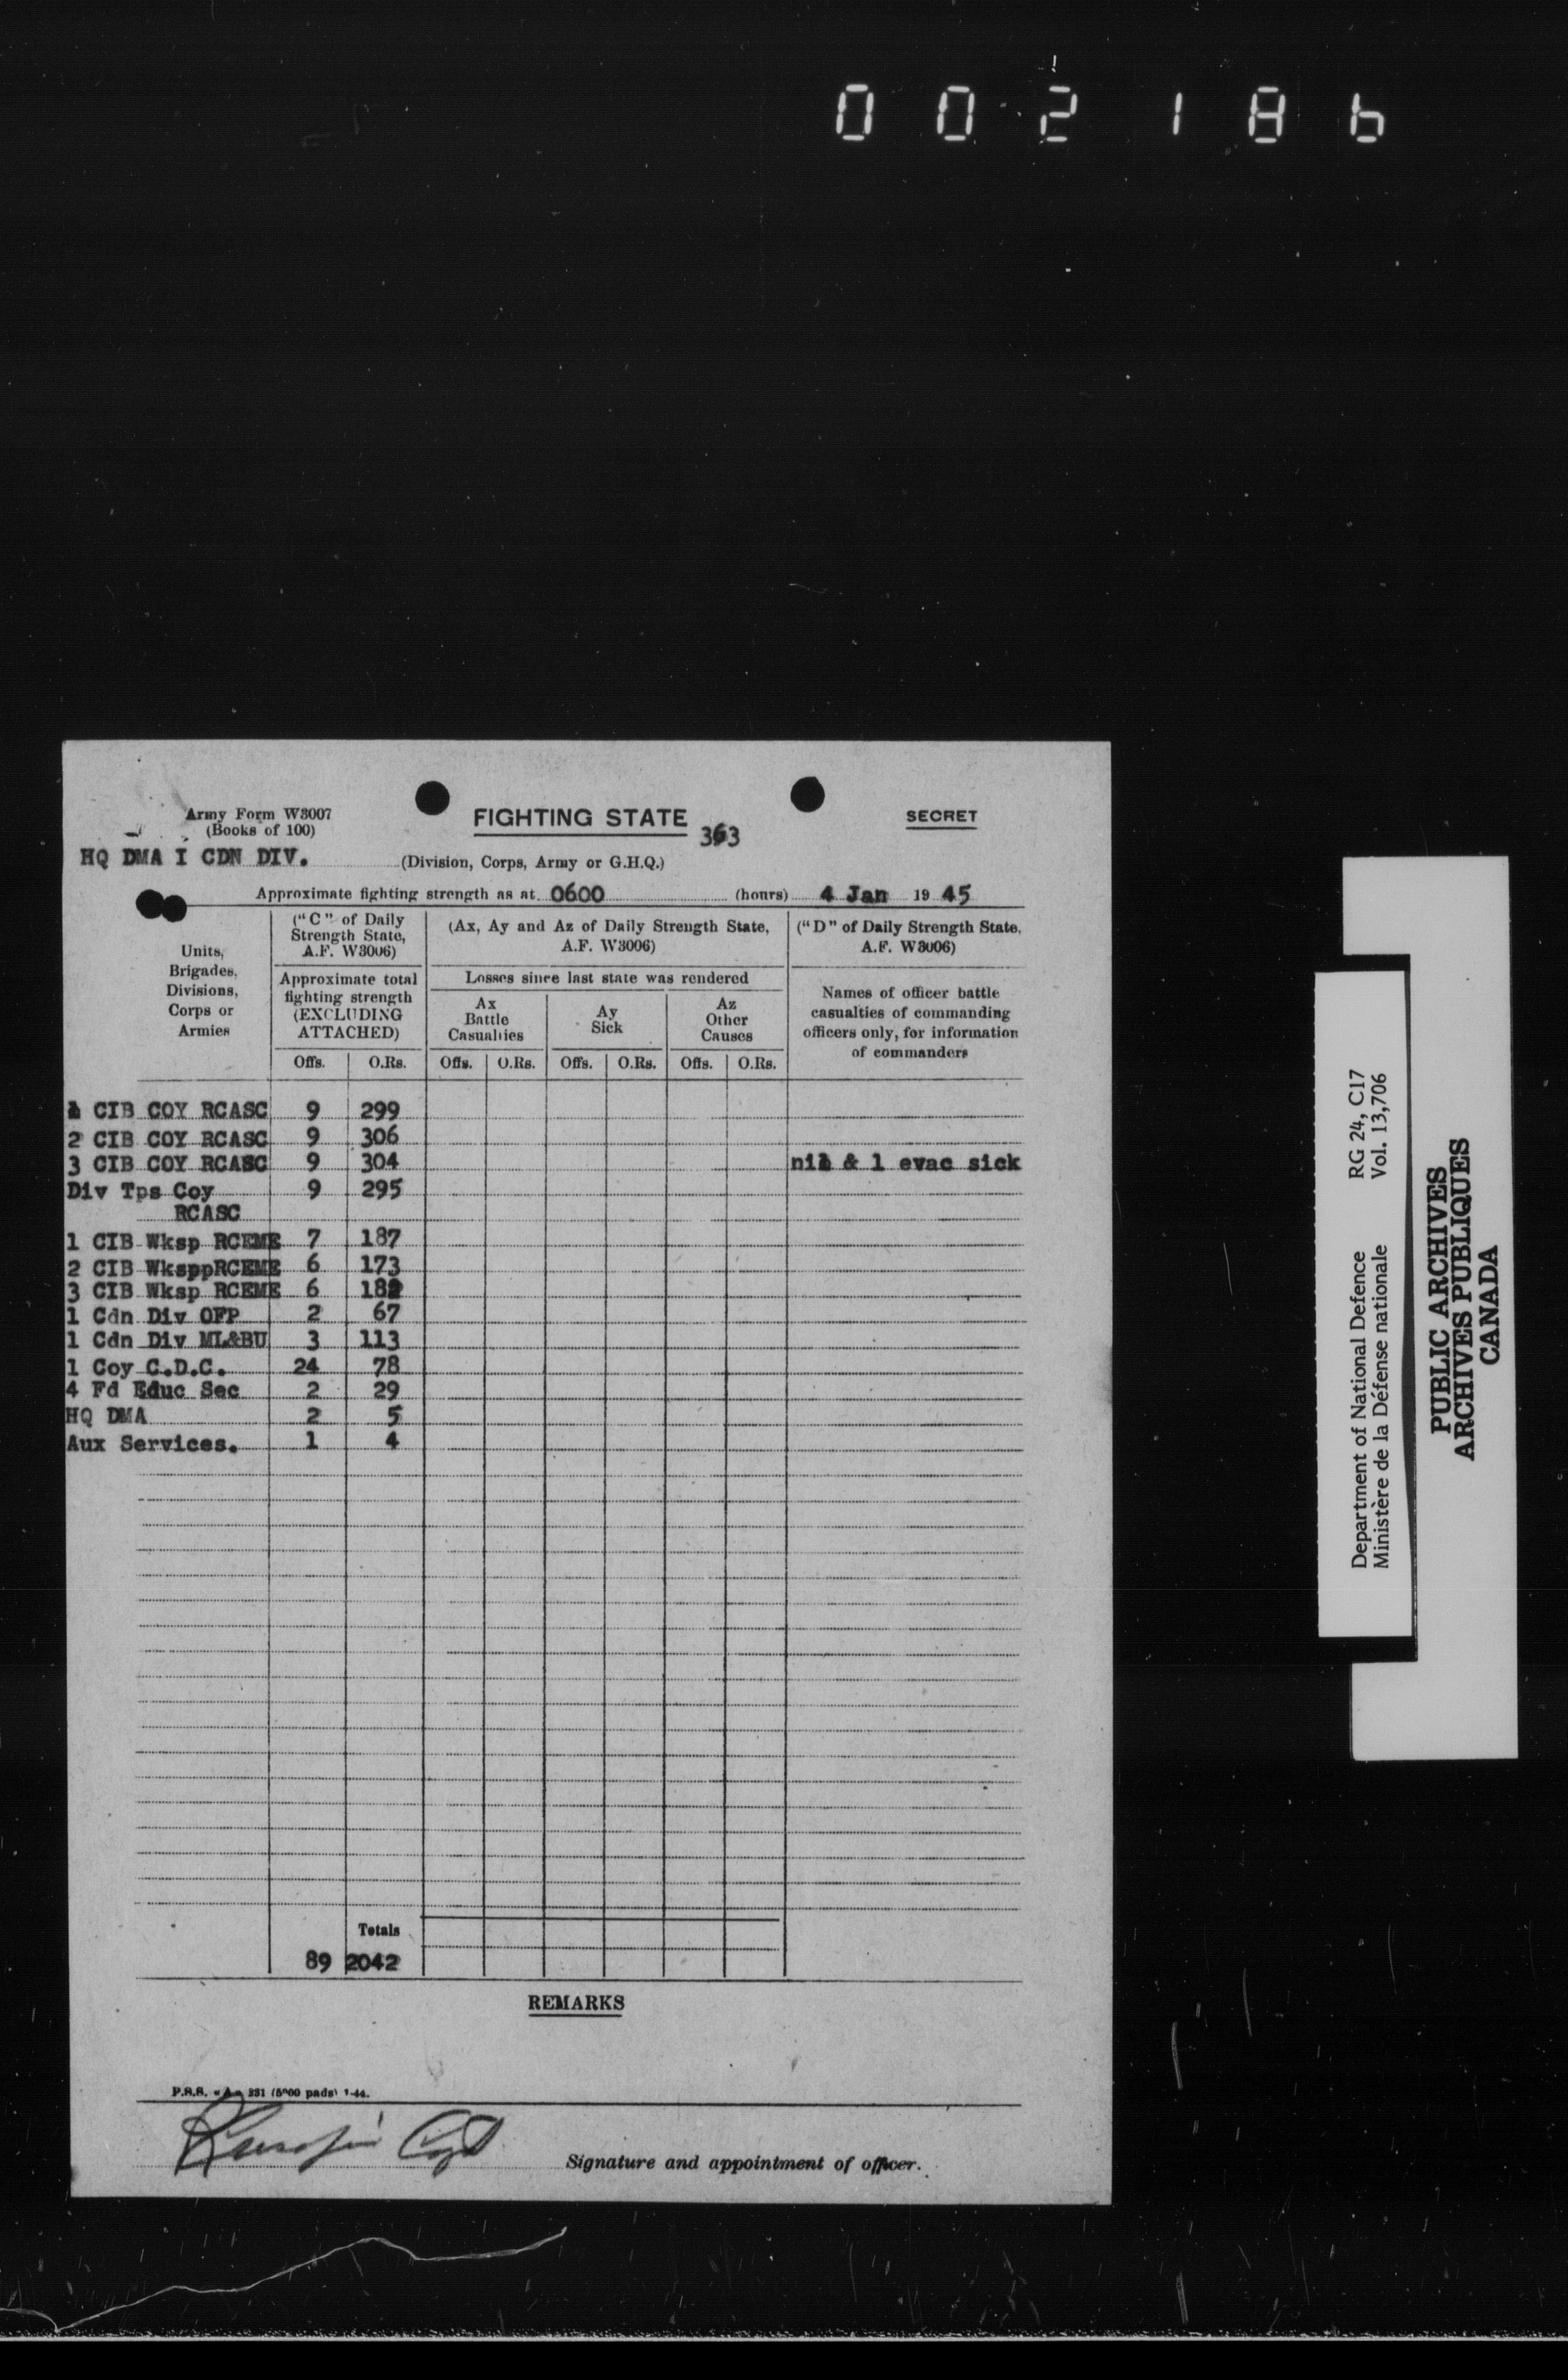 002186
Army Form W3007
(Books of 100)
FIGHTING STATE
363
SECRET
HQ DMA I CDN DIV.
(Division, Corps, Army or G.H.Q.)
Approximate fighting strength as at 0600 (hours) 4 Jan 19 45
Units, Brigades, Divisions, Corps or Armies
("C" of Daily Strength State, A.F. W3006)
Approximate total fighting strength (EXCLUDING ATTACHED)
Offs. O.Rs.
(Ax, Ay and Az of Daily Strength State, A.F. W3006)
Losses since last state was rendered
Ax Battle Casualties
Ay Sick
Az Other Causes
Offs. O.Rs. Offs. O.Rs. Offs. O.Rs.
("D" of Daily Strength State, A.F. W3006)
Names of officer battle casualties of commanding officers only, for information of commanders
1 CIB COY RCASC 9 299
2 CIB COY RCASC 9 306
3 CIB COY RCASC 9 304 nil & 1 evac sick
Div Tps Coy 9 295
RCASC
1 CIB Wksp RCEME 7 187
2 CIB WksppRCEME 6 173
3 CIB Wksp RCEME 6 182
1 Cdn Div OFP 2 67
1 Cdn Div ML&BU 3 113
1 Coy C.D.C. 24 78
4 Fd Educ Sec 2 29
HQ DMA 2 5
Aux Services. 1 4
Totals
89 2042
REMARKS
P.S.S. "A" 231 (5000 pads) 1-44.
Capt
Signature and appointment of officer.
Department of National Defence RG 24, C17
Ministère de la Défense nationale Vol. 13,706
PUBLIC ARCHIVES
ARCHIVES PUBLIQUES
CANADA